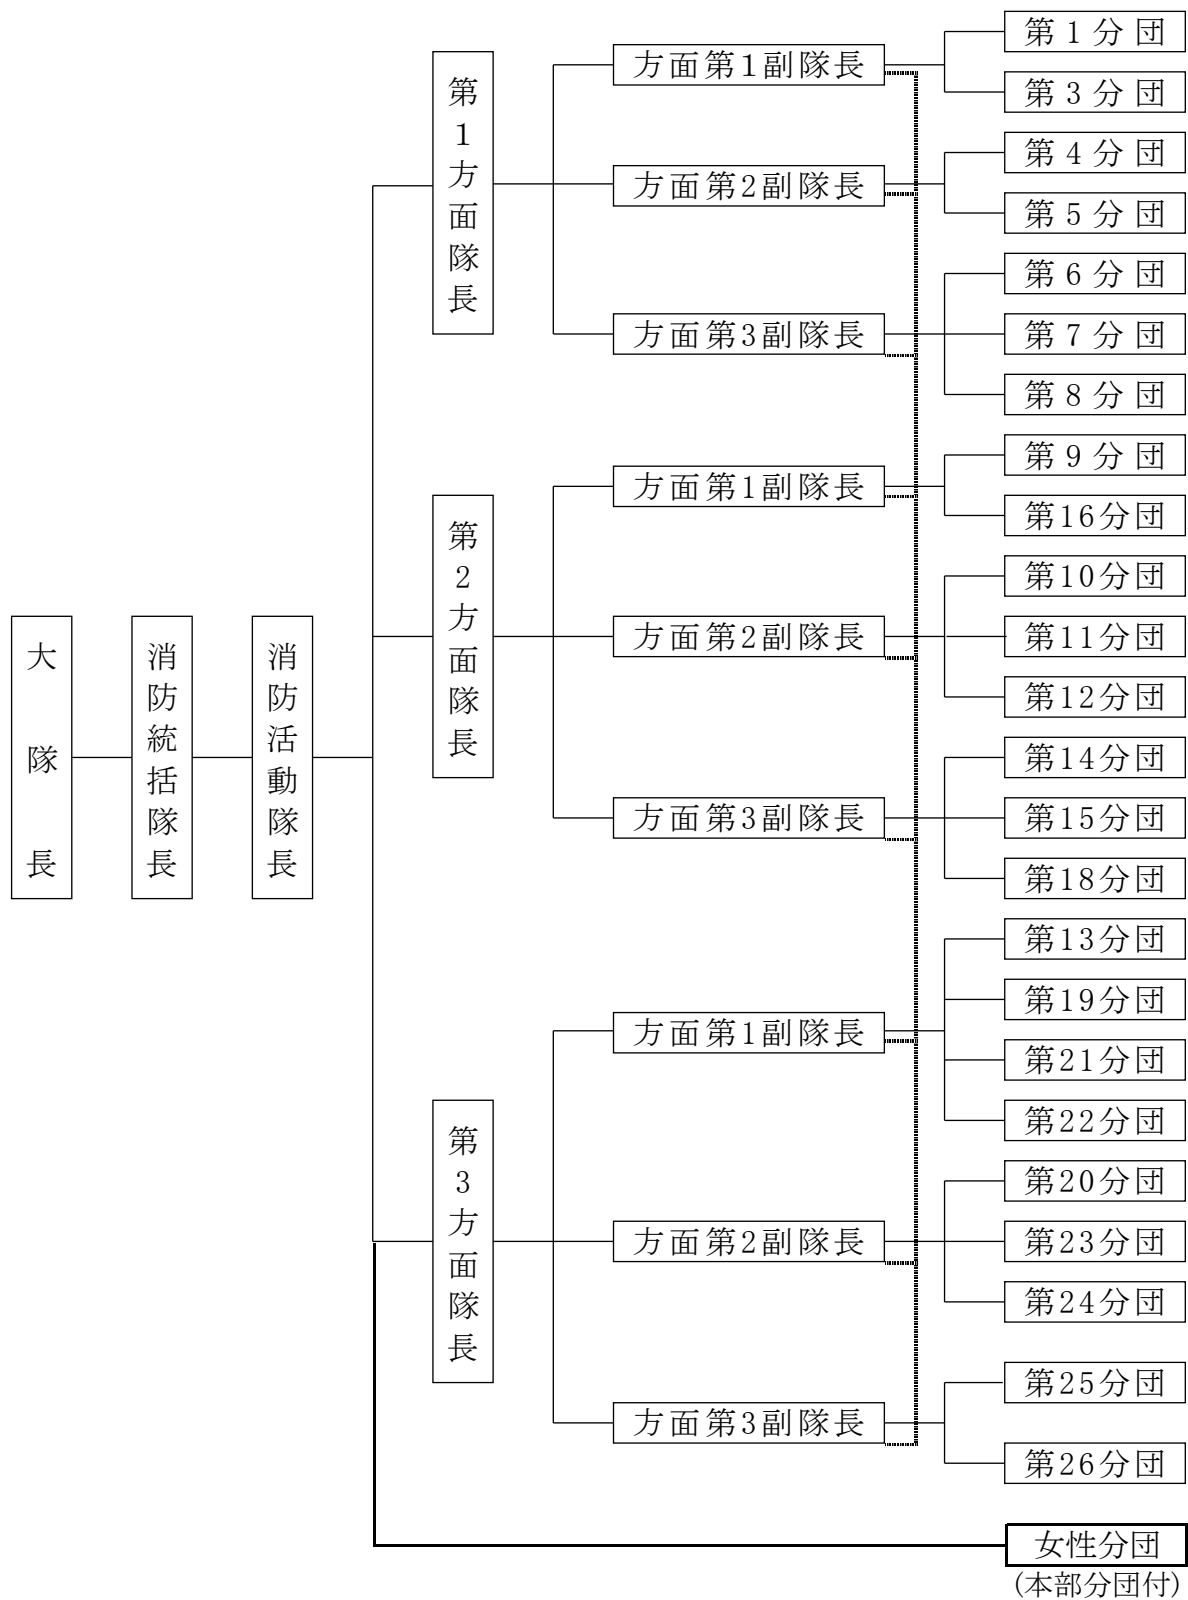 大隊長
消防統括隊長
消防活動隊長
第1方面隊長
方面第1副隊長
第1分団
第3分団
方面第2副隊長
第4分団
第5分団
方面第3副隊長
第6分団
第7分団
第8分団
第2方面隊長
方面第1副隊長
第9分団
第16分団
方面第2副隊長
第10分団
第11分団
第12分団
方面第3副隊長
第14分団
第15分団
第18分団
第3方面隊長
方面第1副隊長
第13分団
第19分団
第21分団
第22分団
方面第2副隊長
第20分団
第23分団
第24分団
方面第3副隊長
第25分団
第26分団
女性分団
(本部分団付)